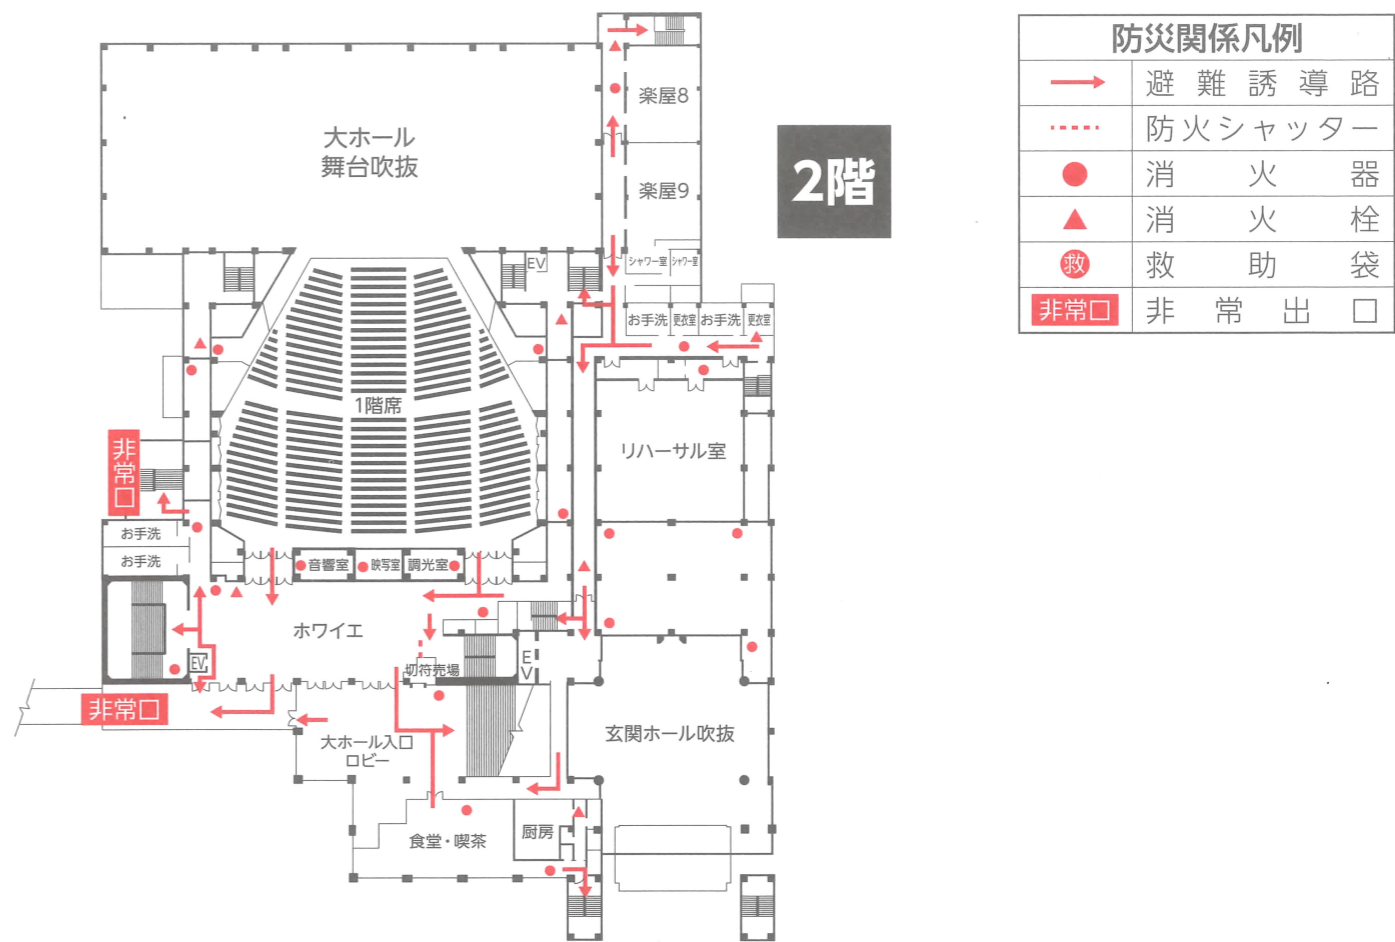 防災関係凡例
避難誘導路
防火シャッター
消火器
消火栓
救
救助袋
非常口
非常出口
2階
楽屋8
大ホール
舞台吹抜
楽屋9
シャワー室
シャワー室
EV
お手洗
更衣室
お手洗
更衣室
1階席
リハーサル室
非常口
お手洗
お手洗
音響室
映写室
調光室
ホワイエ
EV
切符売場
EV
非常口
大ホール入口
ロビー
玄関ホール吹抜
厨房
食堂・喫茶